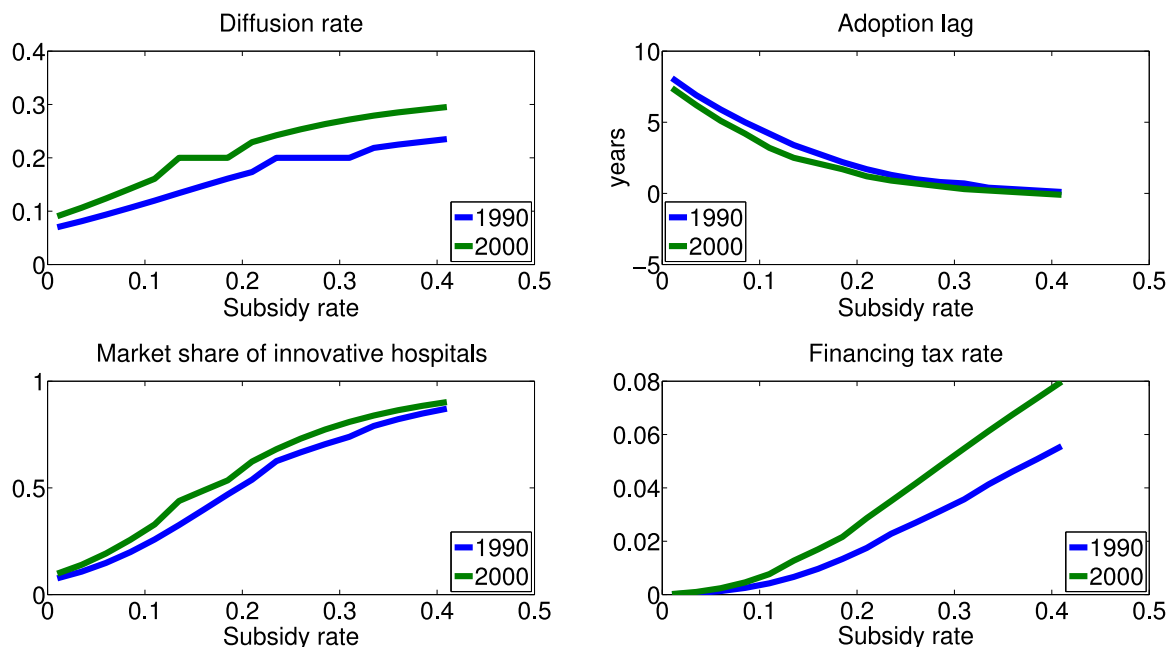 Diffusion rate
0.4
0.3
0.2
0.1
0
0 0.1 0.2 0.3 0.4 0.5
Subsidy rate
1990
2000
Adoption lag
10
5
0
−5
years
0 0.1 0.2 0.3 0.4 0.5
Subsidy rate
1990
2000
Market share of innovative hospitals
1
0.5
0
0 0.1 0.2 0.3 0.4 0.5
Subsidy rate
1990
2000
Financing tax rate
0.08
0.06
0.04
0.02
0
0 0.1 0.2 0.3 0.4 0.5
Subsidy rate
1990
2000